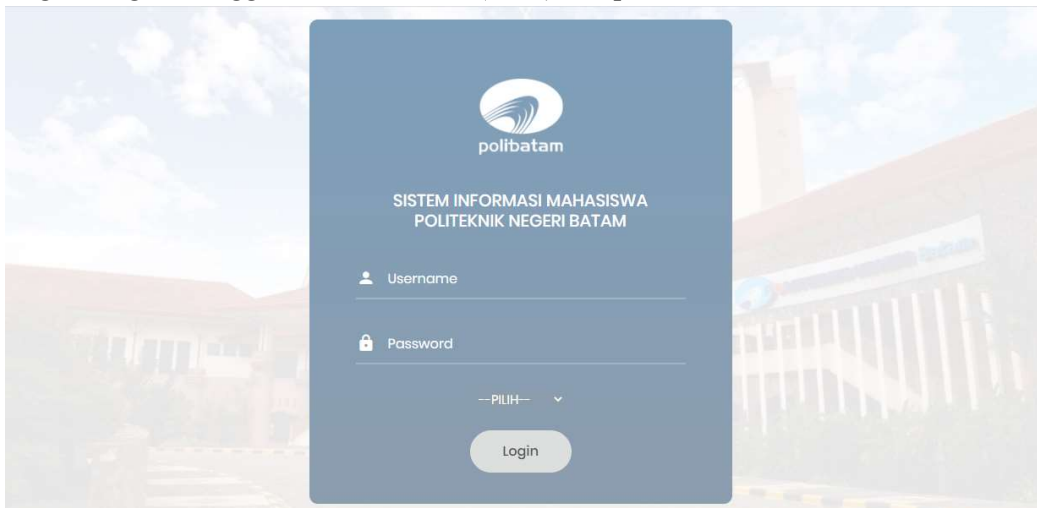 polibatam
SISTEM INFORMASI MAHASISWA
POLITEKNIK NEGERI BATAM
Username
Password
--PILIH--
Login